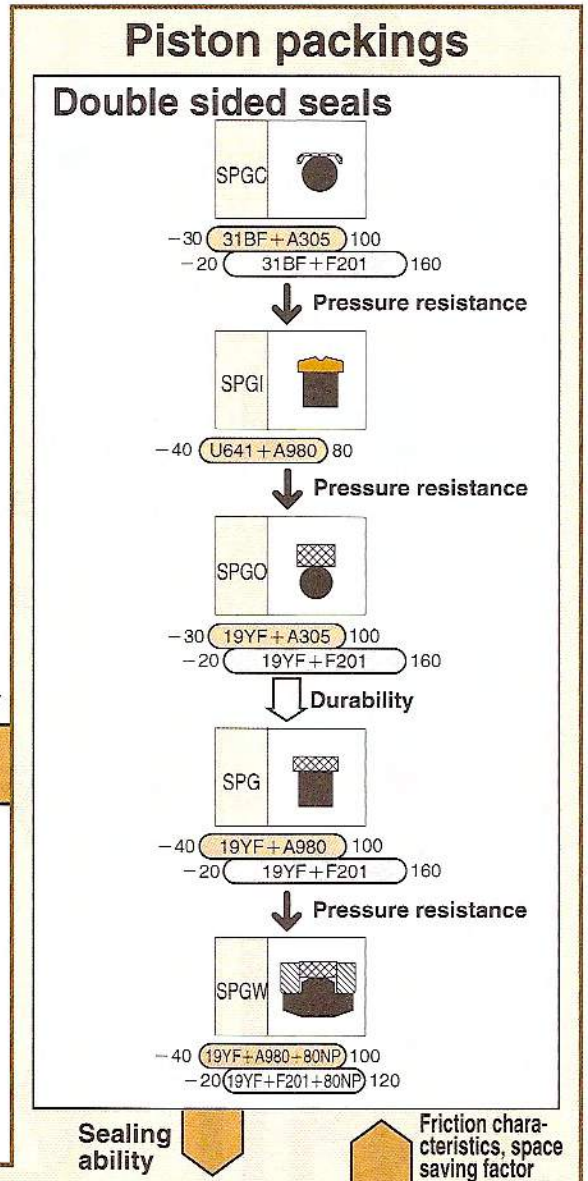 Piston packings
Double sided seals
SPGC
−30 31BF+A305 100
−20 31BF+F201 160
Pressure resistance
SPGI
−40 U641+A980 80
Pressure resistance
SPGO
−30 19YF+A305 100
−20 19YF+F201 160
Durability
SPG
−40 19YF+A980 100
−20 19YF+F201 160
Pressure resistance
SPGW
−40 19YF+A980+80NP 100
−20 19YF+F201+80NP 120
Sealing
ability
Friction chara-
cteristics, space
saving factor